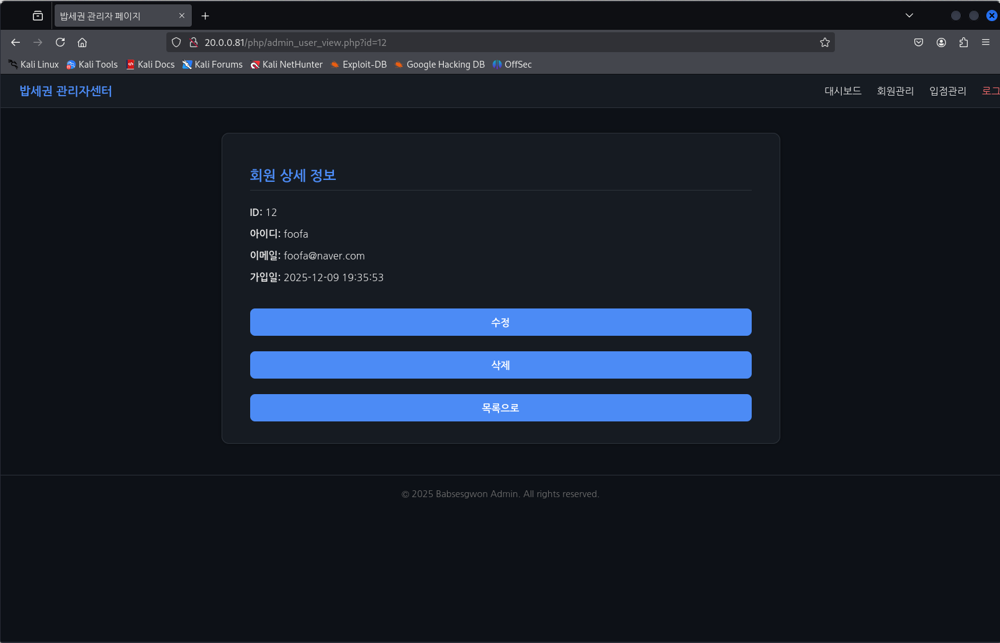 밥세권 관리자 페이지
20.0.0.81/php/admin_user_view.php?id=12
Kali Linux Kali Tools Kali Docs Kali Forums Kali NetHunter Exploit-DB Google Hacking DB OffSec
밥세권 관리자센터 대시보드 회원관리 입점관리 로그
회원 상세 정보
ID: 12
아이디: foofa
이메일: foofa@naver.com
가입일: 2025-12-09 19:35:53
수정
삭제
목록으로
© 2025 Babsesgwon Admin. All rights reserved.